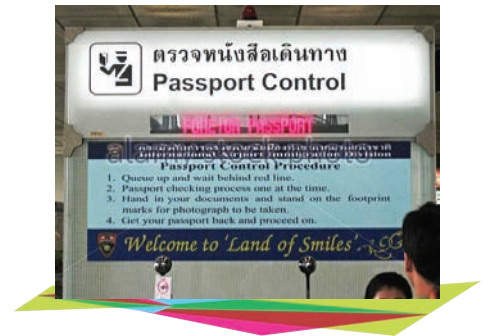 ตรวจหนังสือเดินทาง
Passport Control
FOREIGN PASSPORT
International Airport Immigration Division
Passport Control Procedure
1. Queue up and wait behind red line.
2. Passport checking process one at the time.
3. Hand in your documents and stand on the footprint
marks for photograph to be taken.
4. Get your passport back and proceed on.
Welcome to 'Land of Smiles'